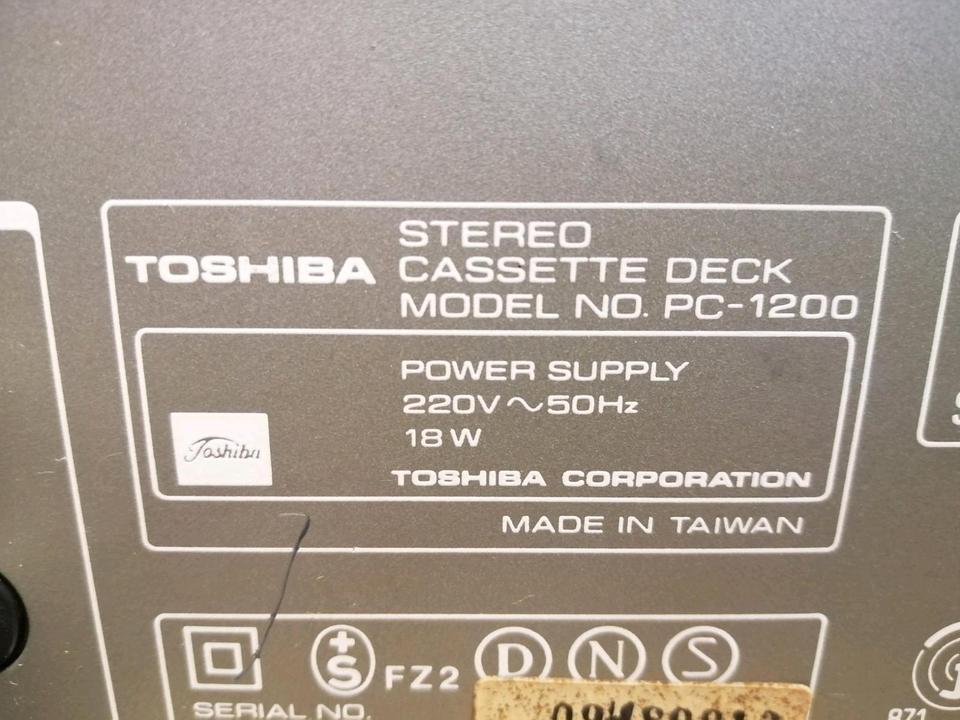 TOSHIBA
STEREO
CASSETTE DECK
MODEL NO. PC-1200
POWER SUPPLY
220V~50Hz
18W
Toshiba
TOSHIBA CORPORATION
MADE IN TAIWAN
S FZ2 D N S
SERIAL NO.